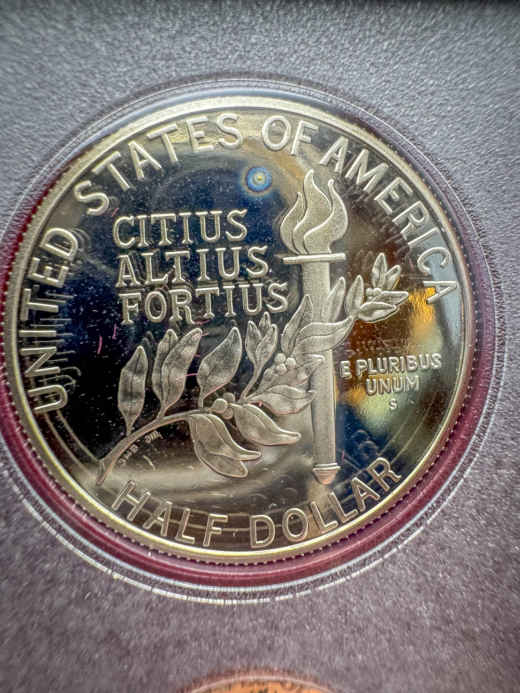 UNITED STATES OF AMERICA
CITIUS
ALTIUS
FORTIUS
E PLURIBUS
UNUM
S
HALF DOLLAR